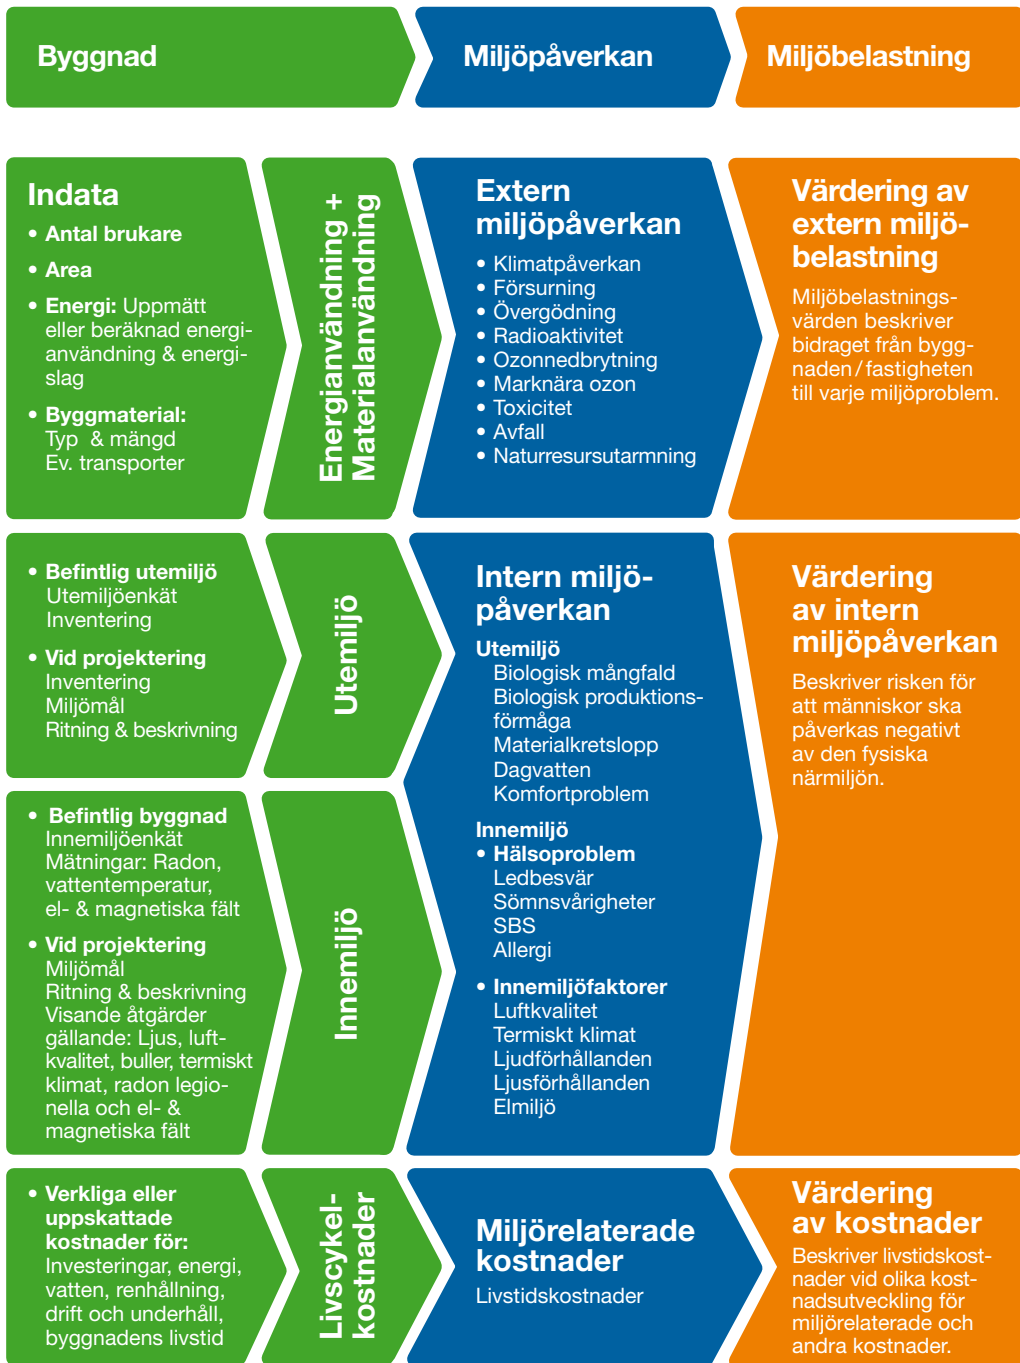 Byggnad
Miljöpåverkan
Miljöbelastning
Indata
• Antal brukare
• Area
• Energi: Uppmätt
eller beräknad energi-
användning & energi-
slag
• Byggmaterial:
Typ & mängd
Ev. transporter
Energianvändning +
Materialanvändning
Extern
miljöpåverkan
• Klimatpåverkan
• Försurning
• Övergödning
• Radioaktivitet
• Ozonnedbrytning
• Marknära ozon
• Toxicitet
• Avfall
• Naturresursutarmning
Värdering av
extern miljö-
belastning
Miljöbelastnings-
värden beskriver
bidraget från bygg-
naden/fastigheten
till varje miljöproblem.
• Befintlig utemiljö
Utemiljöenkät
Inventering
• Vid projektering
Inventering
Miljömål
Ritning & beskrivning
Utemiljö
• Befintlig byggnad
Innemiljöenkät
Mätningar: Radon,
vattentemperatur,
el- & magnetiska fält
• Vid projektering
Miljömål
Ritning & beskrivning
Visande åtgärder
gällande: Ljus, luft-
kvalitet, buller, termiskt
klimat, radon legio-
nella och el- &
magnetiska fält
Innemiljö
Intern miljö-
påverkan
Utemiljö
Biologisk mångfald
Biologisk produktions-
förmåga
Materialkretslopp
Dagvatten
Komfortproblem
Innemiljö
• Hälsoproblem
Ledbesvär
Sömnsvårigheter
SBS
Allergi
• Innemiljöfaktorer
Luftkvalitet
Termiskt klimat
Ljudförhållanden
Ljusförhållanden
Elmiljö
Värdering
av intern
miljöpåverkan
Beskriver risken för
att människor ska
påverkas negativt
av den fysiska
närmiljön.
• Verkliga eller
uppskattade
kostnader för:
Investeringar, energi,
vatten, renhållning,
drift och underhåll,
byggnadens livstid
Livscykel-
kostnader
Miljörelaterade
kostnader
Livstidskostnader
Värdering
av kostnader
Beskriver livstidskost-
nader vid olika kost-
nadsutveckling för
miljörelaterade och
andra kostnader.